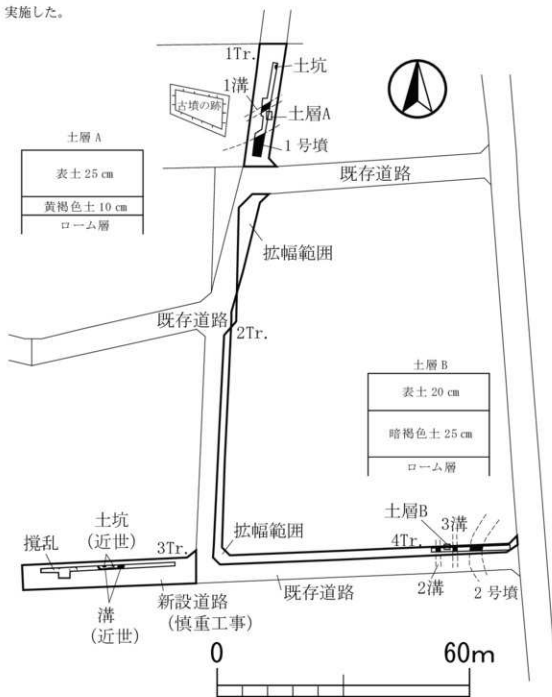 実施した。
1Tr.
土坑
1溝
古墳の跡
土層A
1号墳
土層 A
表土 25 cm
黄褐色土 10 cm
ローム層
既存道路
拡幅範囲
既存道路
2Tr.
土層 B
表土 20 cm
暗褐色土 25 cm
ローム層
土層B
3溝
拡幅範囲
4Tr.
土坑
(近世)
3Tr.
撹乱
溝
(近世)
新設道路
(慎重工事)
既存道路
2溝
2号墳
0
60m